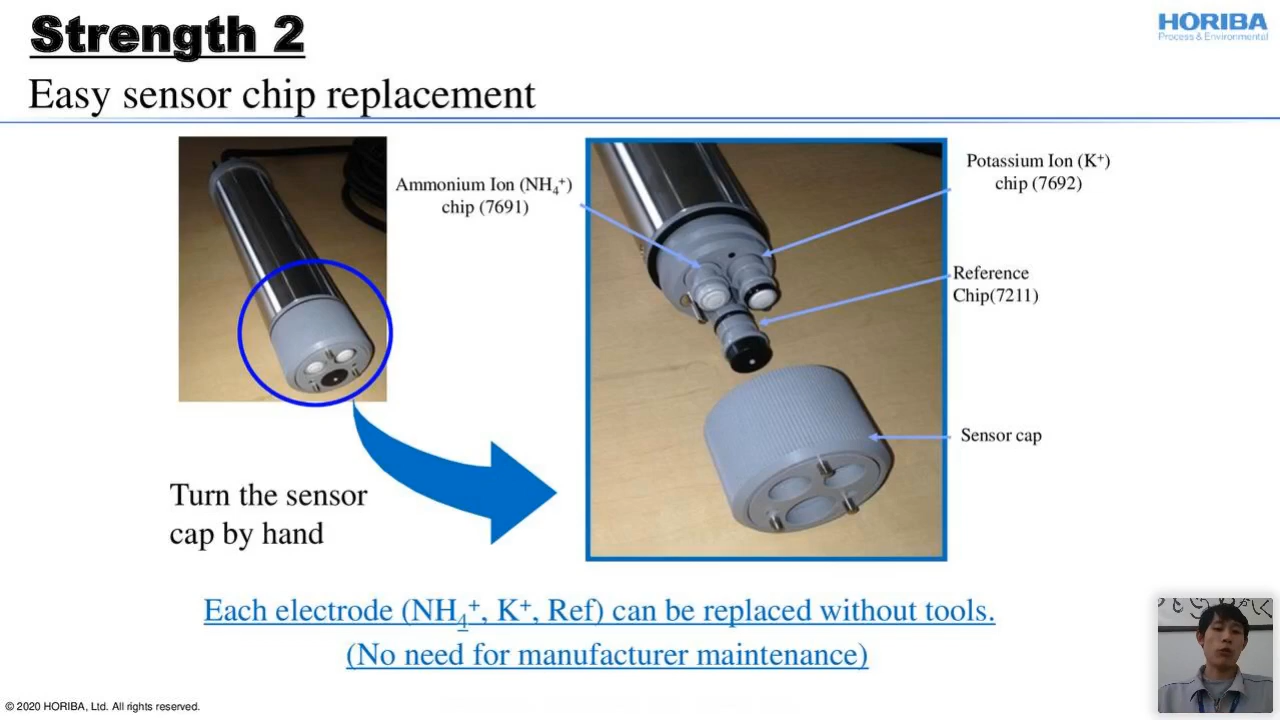 Strength 2
HORIBA
Process & Environmental
Easy sensor chip replacement
Ammonium Ion (NH₄⁺)
chip (7691)
Potassium Ion (K⁺)
chip (7692)
Reference
Chip(7211)
Sensor cap
Turn the sensor
cap by hand
Each electrode (NH₄⁺, K⁺, Ref) can be replaced without tools.
(No need for manufacturer maintenance)
© 2020 HORIBA, Ltd. All rights reserved.